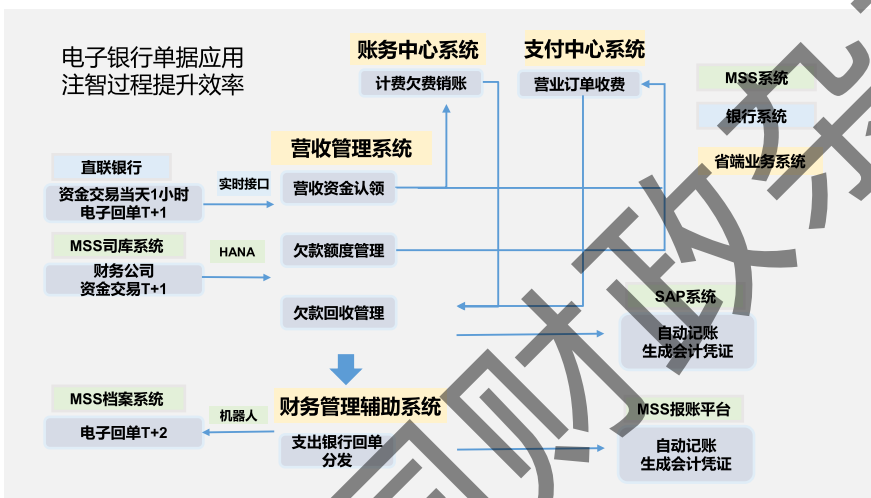 电子银行单据应用
注智过程提升效率
账务中心系统
支付中心系统
计费欠费销账
营业订单收费
MSS系统
银行系统
省端业务系统
营收管理系统
直联银行
实时接口
资金交易当天1小时
电子回单T+1
营收资金认领
MSS司库系统
HANA
欠款额度管理
财务公司
资金交易T+1
欠款回收管理
SAP系统
自动记账
生成会计凭证
MSS档案系统
机器人
财务管理辅助系统
MSS报账平台
电子回单T+2
支出银行回单
分发
自动记账
生成会计凭证
国财政杂